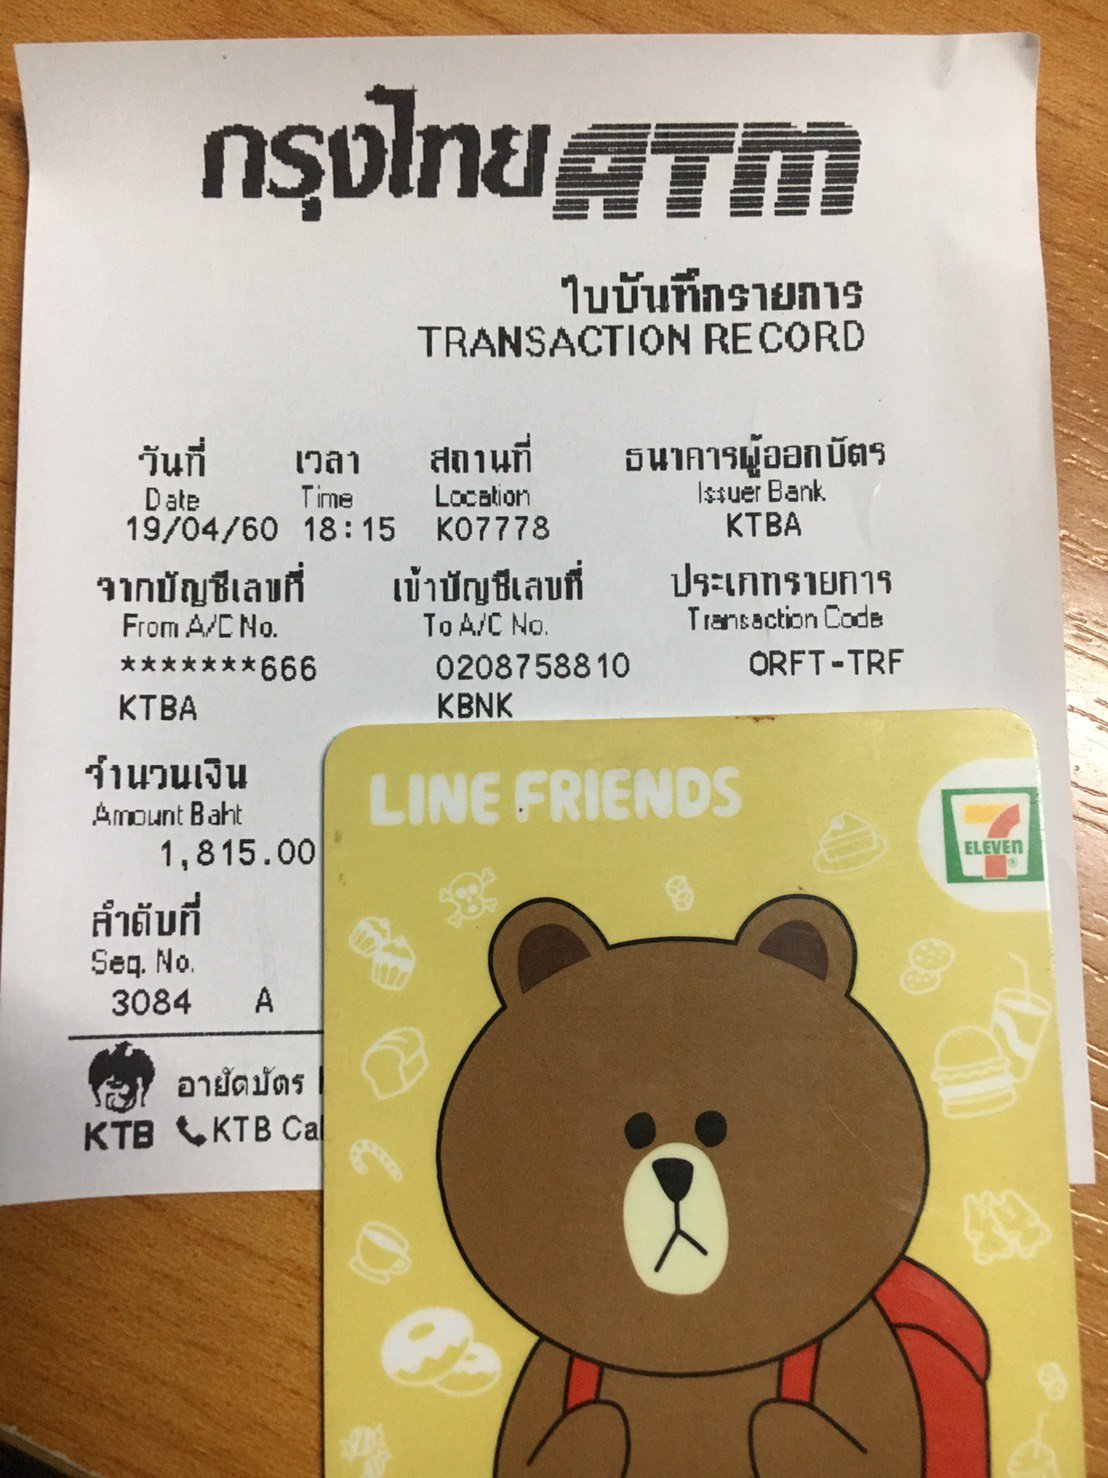 กรุงไทย ATM
ใบบันทึกรายการ
TRANSACTION RECORD
วันที่ เวลา สถานที่ ธนาคารผู้ออกบัตร
Date Time Location Issuer Bank
19/04/60 18:15 K07778 KTBA
จากบัญชีเลขที่ เข้าบัญชีเลขที่ ประเภทรายการ
From A/C No. To A/C No. Transaction Code
*******666 0208758810 ORFT-TRF
KTBA KBNK
จำนวนเงิน
Amount Baht
1,815.00
ลำดับที่
Seq. No.
3084 A
อายัดบัตร
KTB KTB Cal
LINE FRIENDS
7 ELEVEN ®